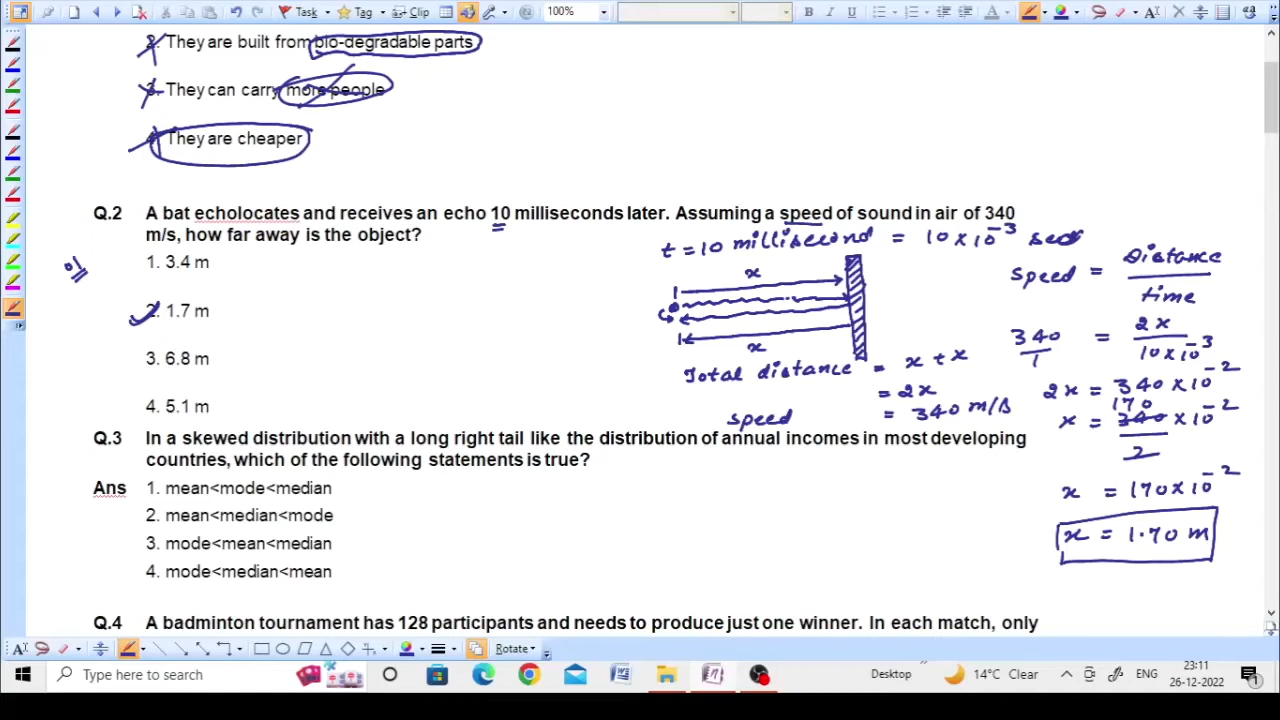 Task Tag Clip 100% B I U
2. They are built from bio-degradable parts
3. They can carry more people
4. They are cheaper
Q.2 A bat echolocates and receives an echo 10 milliseconds later. Assuming a speed of sound in air of 340
m/s, how far away is the object?
1. 3.4 m
2. 1.7 m
3. 6.8 m
4. 5.1 m
t = 10 millisecond = 10 x 10^-3 sec
x
x
Total distance = x + x
= 2x
speed = 340 m/s
speed = Distance / time
340 / 1 = 2x / 10 x 10^-3
2x = 340 x 10^-2
170
x = 340 / 2 x 10^-2
x = 170 x 10^-2
x = 1.70 m
Q.3 In a skewed distribution with a long right tail like the distribution of annual incomes in most developing
countries, which of the following statements is true?
Ans 1. mean<mode<median
2. mean<median<mode
3. mode<mean<median
4. mode<median<mean
Q.4 A badminton tournament has 128 participants and needs to produce just one winner. In each match, only
Rotate
Type here to search
Desktop 14°C Clear ENG 23:11
26-12-2022